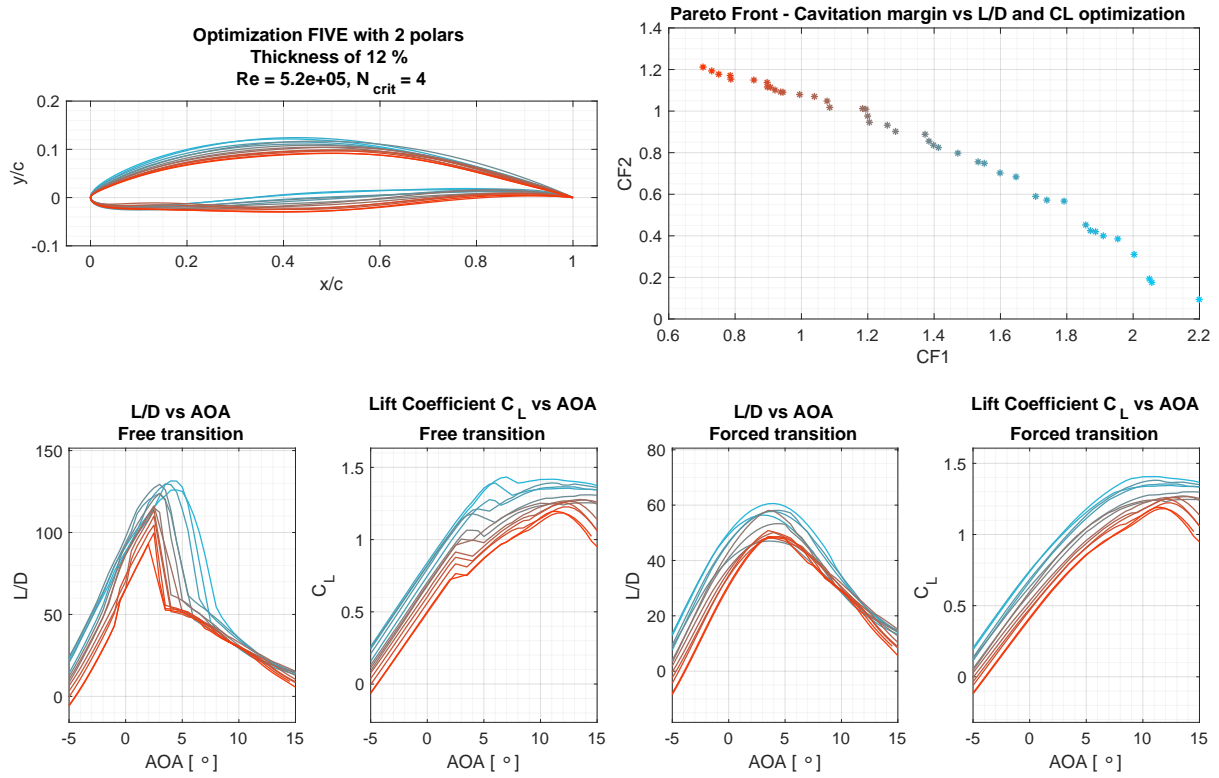 Optimization FIVE with 2 polars
Thickness of 12 %
Re = 5.2e+05, N_crit = 4
0.2
0.1
0
-0.1
y/c
0 0.2 0.4 0.6 0.8 1
x/c
Pareto Front - Cavitation margin vs L/D and CL optimization
1.4
1.2
1
0.8
0.6
0.4
0.2
0
CF2
0.6 0.8 1 1.2 1.4 1.6 1.8 2 2.2
CF1
L/D vs AOA
Free transition
150
100
50
0
L/D
-5 0 5 10 15
AOA [ °]
Lift Coefficient C_L vs AOA
Free transition
1.5
1
0.5
0
C_L
-5 0 5 10 15
AOA [ °]
L/D vs AOA
Forced transition
80
60
40
20
0
L/D
-5 0 5 10 15
AOA [ °]
Lift Coefficient C_L vs AOA
Forced transition
1.5
1
0.5
0
C_L
-5 0 5 10 15
AOA [ °]